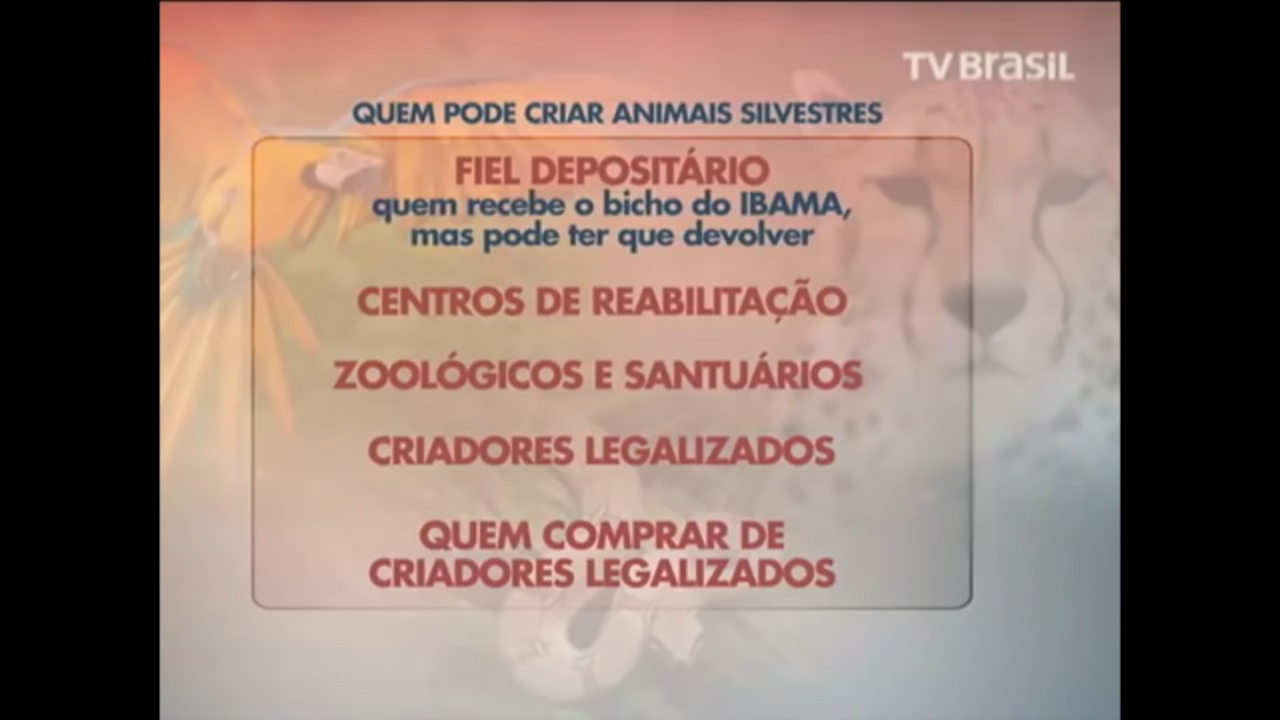 TV BRASIL
QUEM PODE CRIAR ANIMAIS SILVESTRES
FIEL DEPOSITÁRIO
quem recebe o bicho do IBAMA,
mas pode ter que devolver
CENTROS DE REABILITAÇÃO
ZOOLÓGICOS E SANTUÁRIOS
CRIADORES LEGALIZADOS
QUEM COMPRAR DE
CRIADORES LEGALIZADOS